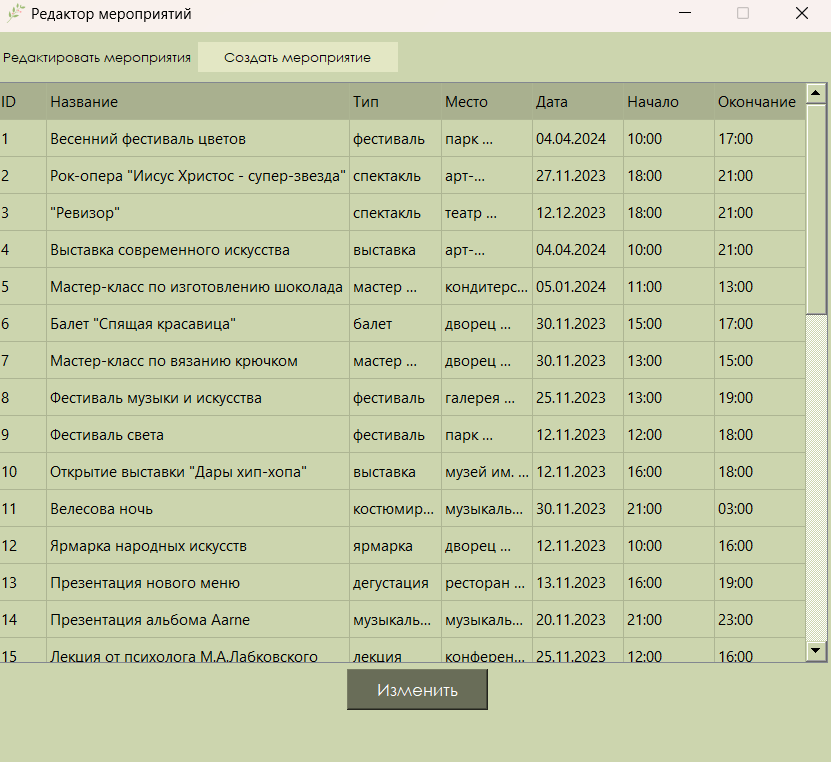 Редактор мероприятий
Редактировать мероприятия Создать мероприятие
ID Название Тип Место Дата Начало Окончание
1 Весенний фестиваль цветов фестиваль парк ... 04.04.2024 10:00 17:00
2 Рок-опера "Иисус Христос - супер-звезда" спектакль арт-... 27.11.2023 18:00 21:00
3 "Ревизор" спектакль театр ... 12.12.2023 18:00 21:00
4 Выставка современного искусства выставка арт-... 04.04.2024 10:00 21:00
5 Мастер-класс по изготовлению шоколада мастер ... кондитерс... 05.01.2024 11:00 13:00
6 Балет "Спящая красавица" балет дворец ... 30.11.2023 15:00 17:00
7 Мастер-класс по вязанию крючком мастер ... дворец ... 30.11.2023 13:00 15:00
8 Фестиваль музыки и искусства фестиваль галерея ... 25.11.2023 13:00 19:00
9 Фестиваль света фестиваль парк ... 12.11.2023 12:00 18:00
10 Открытие выставки "Дары хип-хопа" выставка музей им. ... 12.11.2023 16:00 18:00
11 Велесова ночь костюмир... музыкаль... 30.11.2023 21:00 03:00
12 Ярмарка народных искусств ярмарка дворец ... 12.11.2023 10:00 16:00
13 Презентация нового меню дегустация ресторан ... 13.11.2023 16:00 19:00
14 Презентация альбома Aarne музыкаль... музыкаль... 20.11.2023 21:00 23:00
15 Лекция от психолога М.А.Лабковского лекция конферен... 25.11.2023 12:00 16:00
Изменить